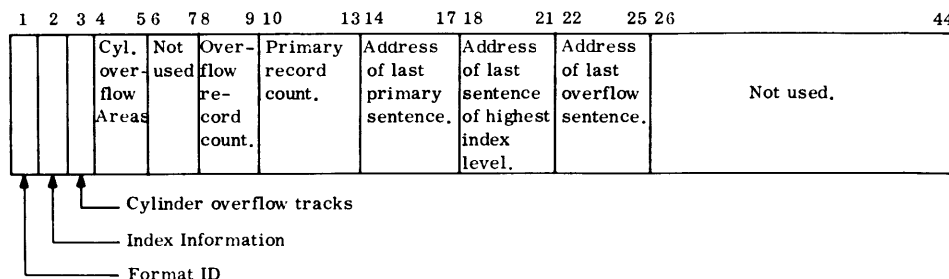 1 2 3 4 5 6 7 8 9 10 13 14 17 18 21 22 25 26 44
Cyl.
over-
flow
Areas
Not
used
Over-
flow
re-
cord
count.
Primary
record
count.
Address
of last
primary
sentence.
Address
of last
sentence
of highest
index
level.
Address
of last
overflow
sentence.
Not used.
Cylinder overflow tracks
Index Information
Format ID